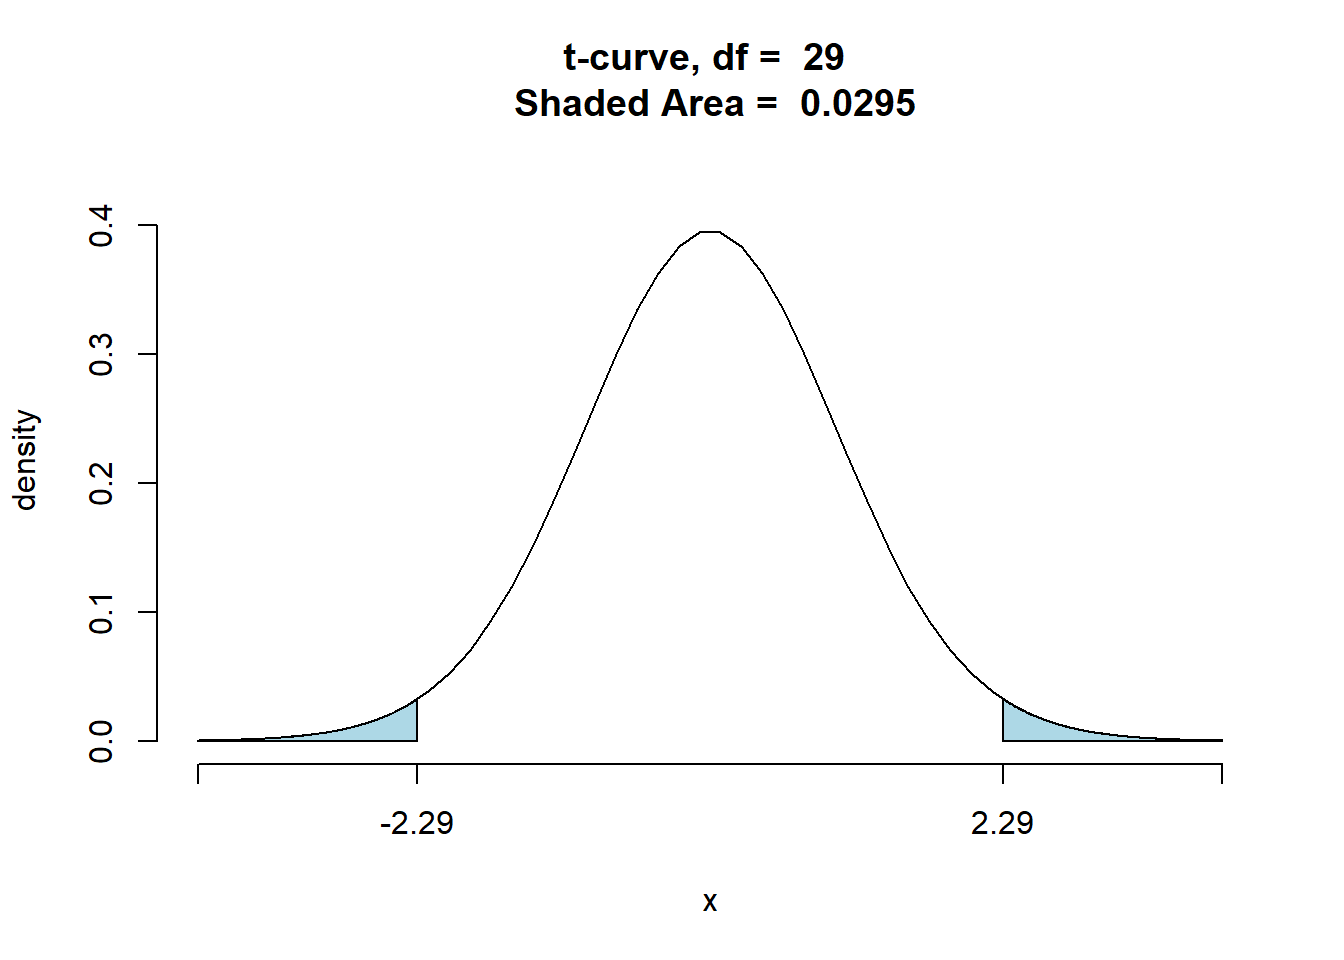 t-curve, df =  29
Shaded Area =  0.0295
0.4
0.3
0.2
0.1
0.0
density
-2.29
2.29
x